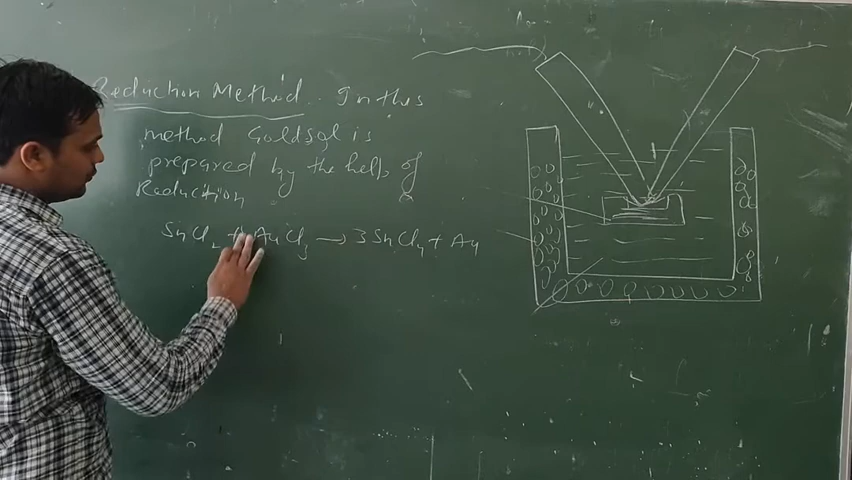 Reduction Method. In this
method Goldsol is
prepared by the help of
Reduction
SnCl2 + AuCl3 → 3SnCl4 + Au